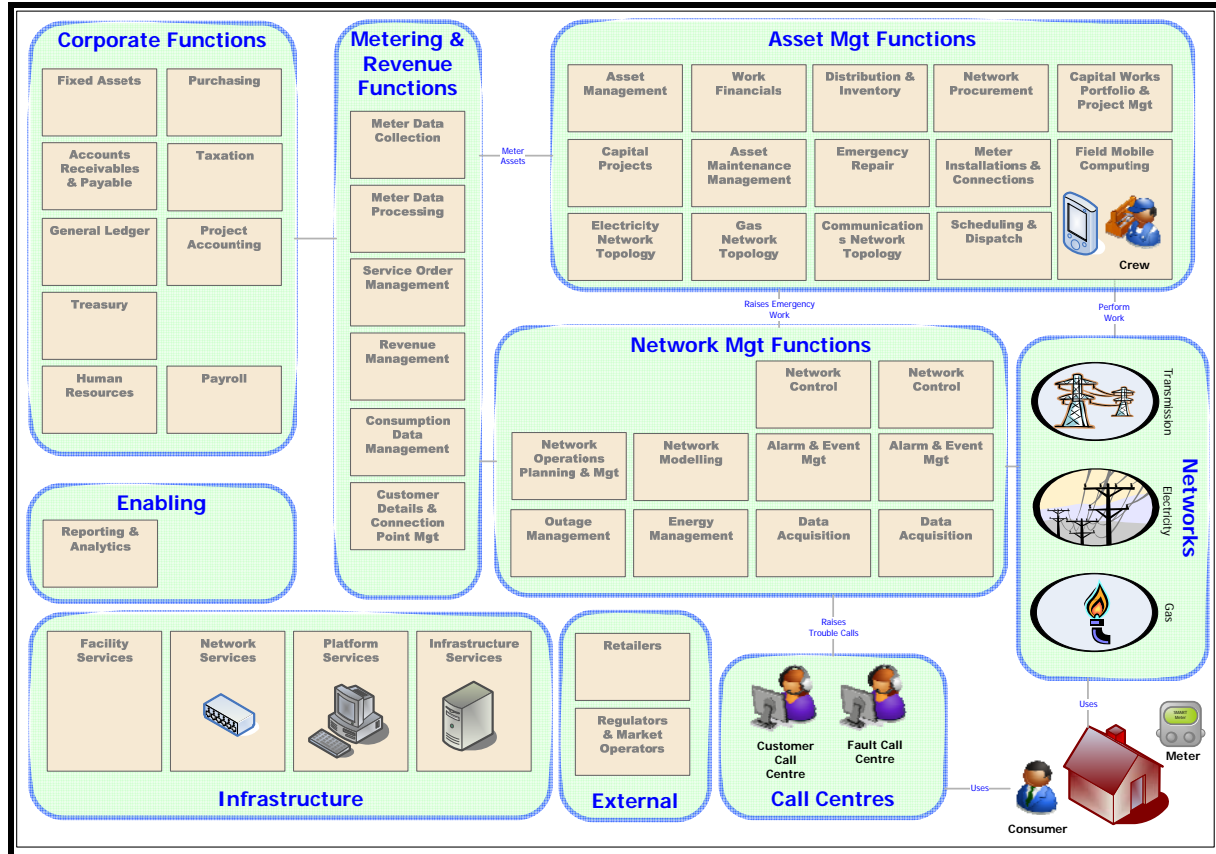 Corporate Functions
Fixed Assets
Purchasing
Accounts
Receivables
& Payable
Taxation
General Ledger
Project
Accounting
Treasury
Human
Resources
Payroll
Enabling
Reporting &
Analytics
Metering &
Revenue
Functions
Meter Data
Collection
Meter Data
Processing
Service Order
Management
Revenue
Management
Consumption
Data
Management
Customer
Details &
Connection
Point Mgt
Meter
Assets
Asset Mgt Functions
Asset
Management
Work
Financials
Distribution &
Inventory
Network
Procurement
Capital Works
Portfolio &
Project Mgt
Capital
Projects
Asset
Maintenance
Management
Emergency
Repair
Meter
Installations &
Connections
Field Mobile
Computing
Electricity
Network
Topology
Gas
Network
Topology
Communication
s Network
Topology
Scheduling &
Dispatch
Crew
Raises Emergency
Work
Perform
Work
Network Mgt Functions
Network
Control
Network
Control
Network
Operations
Planning & Mgt
Network
Modelling
Alarm & Event
Mgt
Alarm & Event
Mgt
Outage
Management
Energy
Management
Data
Acquisition
Data
Acquisition
Transmission
Electricity
Gas
Networks
Raises
Trouble Calls
Facility
Services
Network
Services
Platform
Services
Infrastructure
Services
Infrastructure
Retailers
Regulators
& Market
Operators
External
Customer
Call
Centre
Fault Call
Centre
Call Centres
Uses
Uses
SMART
Meter
Meter
Consumer